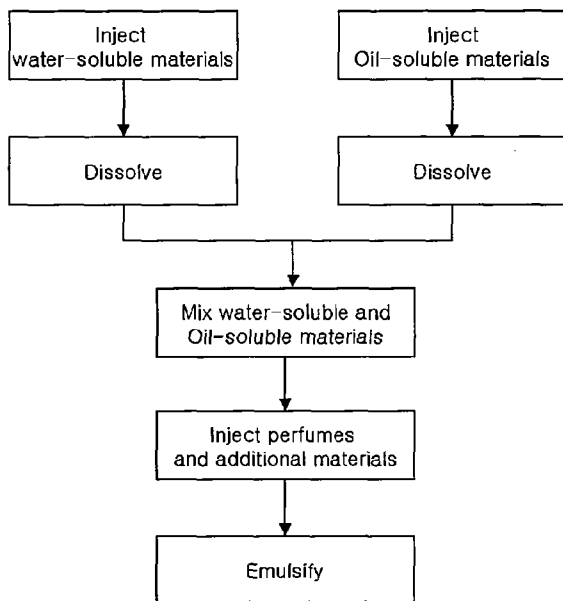 Inject
water-soluble materials
Inject
Oil-soluble materials
Dissolve
Dissolve
Mix water-soluble and
Oil-soluble materials
Inject perfumes
and additional materials
Emulsify